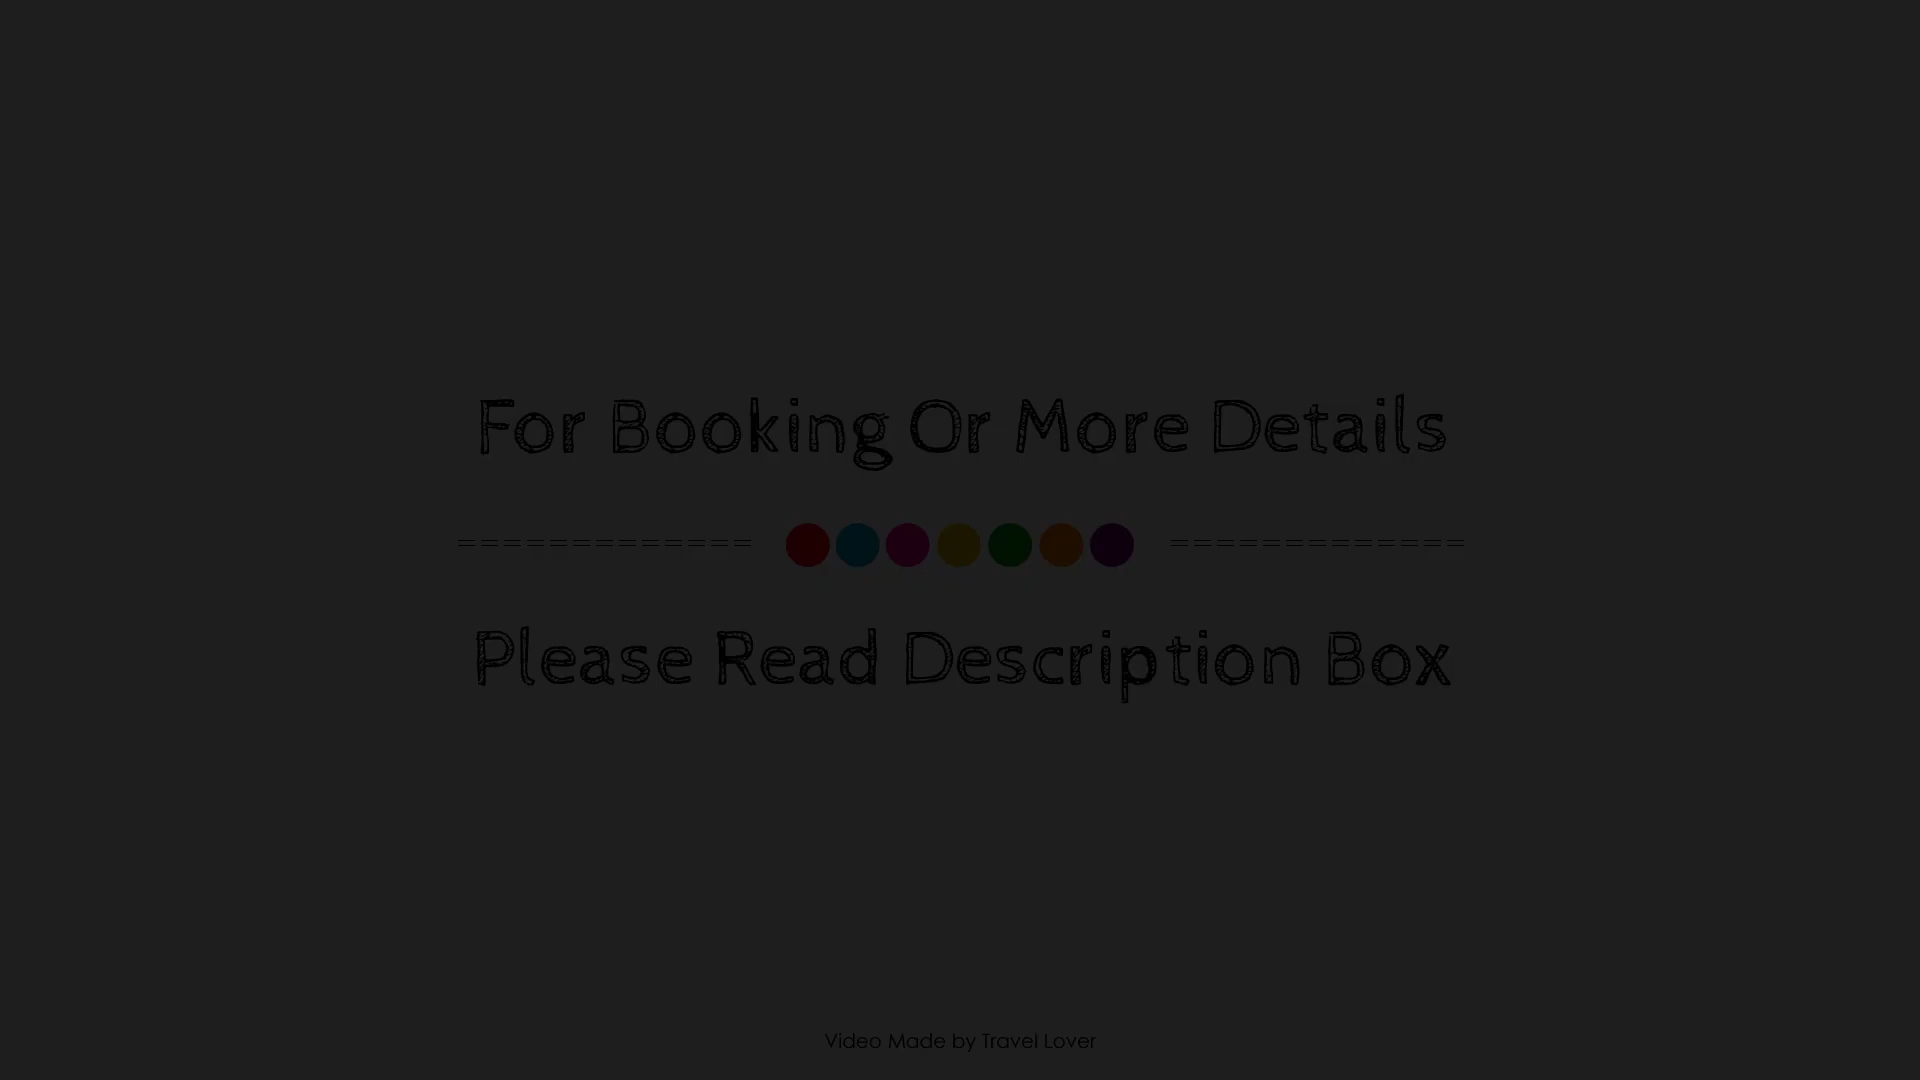 For Booking Or More Details
============= =============
Please Read Description Box
Video Made by Travel Lover